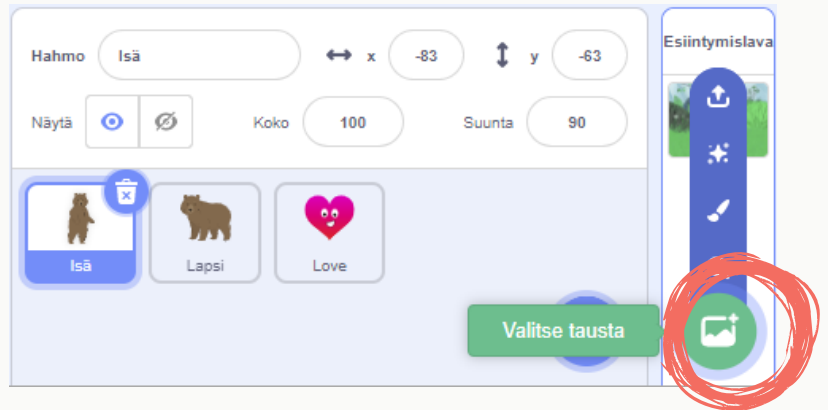 Hahmo Isä x -83 y -63
Esiintymislava
Näytä Koko 100 Suunta 90
Isä Lapsi Love
Valitse tausta